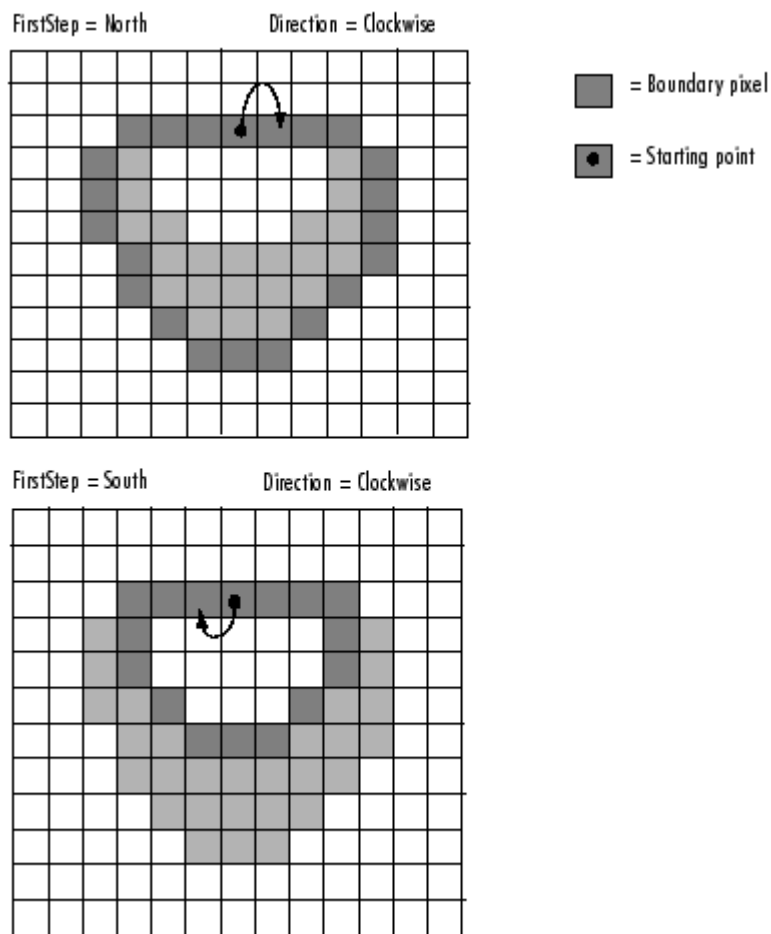 FirstStep = North Direction = Clockwise
= Boundary pixel
= Starting point
FirstStep = South Direction = Clockwise